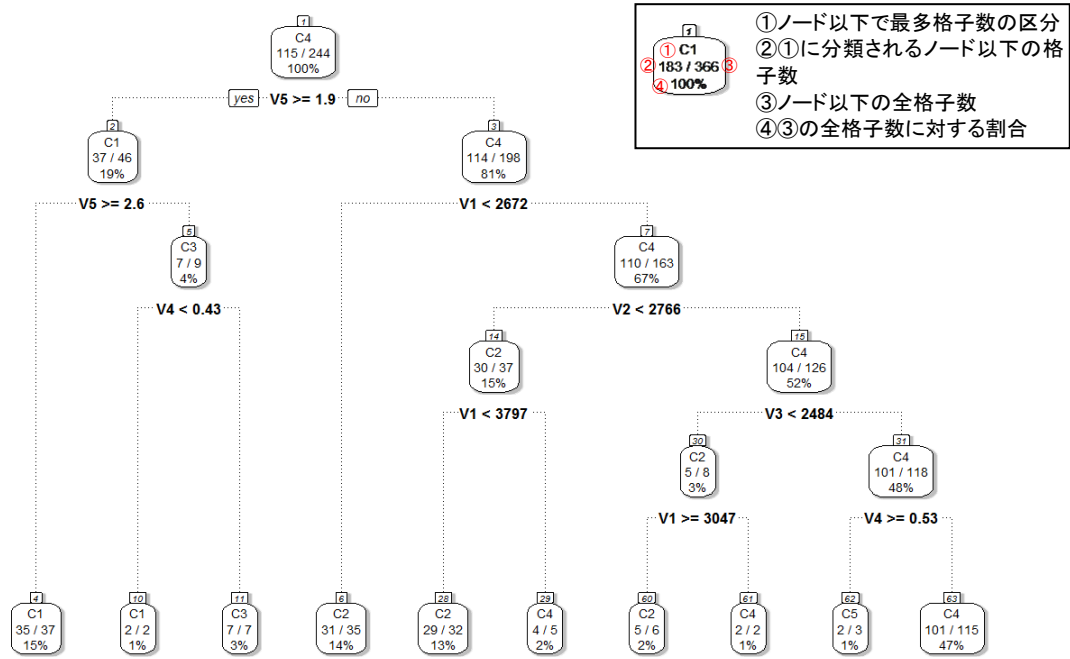 1
C4
115 / 244
100%
①ノード以下で最多格子数の区分
②①に分類されるノード以下の格
子数
③ノード以下の全格子数
④③の全格子数に対する割合
1
① C1
② 183 / 366 ③
④ 100%
yes V5 >= 1.9 no
2
C1
37 / 46
19%
3
C4
114 / 198
81%
V5 >= 2.6
V1 < 2672
5
C3
7 / 9
4%
7
C4
110 / 163
67%
V4 < 0.43
V2 < 2766
14
C2
30 / 37
15%
15
C4
104 / 126
52%
V1 < 3797
V3 < 2484
30
C2
5 / 8
3%
31
C4
101 / 118
48%
V1 >= 3047
V4 >= 0.53
4
C1
35 / 37
15%
10
C1
2 / 2
1%
11
C3
7 / 7
3%
6
C2
31 / 35
14%
28
C2
29 / 32
13%
29
C4
4 / 5
2%
60
C2
5 / 6
2%
61
C4
2 / 2
1%
62
C5
2 / 3
1%
63
C4
101 / 115
47%